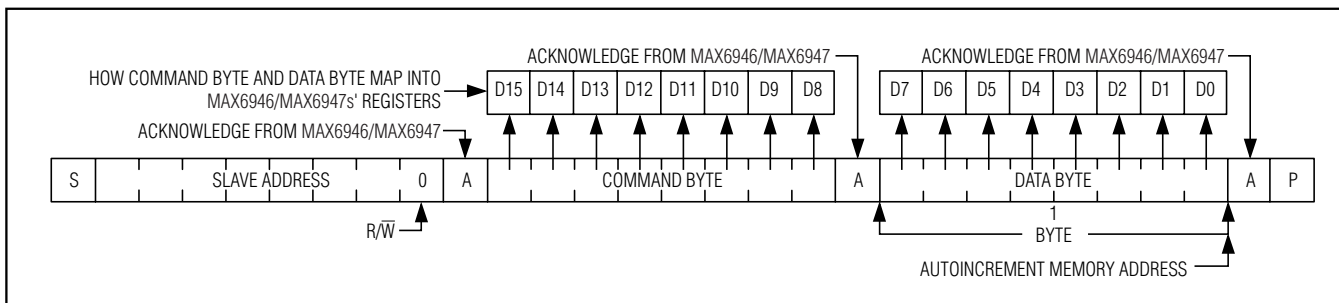 ACKNOWLEDGE FROM MAX6946/MAX6947 ACKNOWLEDGE FROM MAX6946/MAX6947
HOW COMMAND BYTE AND DATA BYTE MAP INTO
MAX6946/MAX6947s' REGISTERS
D15 D14 D13 D12 D11 D10 D9 D8 D7 D6 D5 D4 D3 D2 D1 D0
ACKNOWLEDGE FROM MAX6946/MAX6947
S SLAVE ADDRESS 0 A COMMAND BYTE A DATA BYTE A P
1
R/W̅ BYTE
AUTOINCREMENT MEMORY ADDRESS